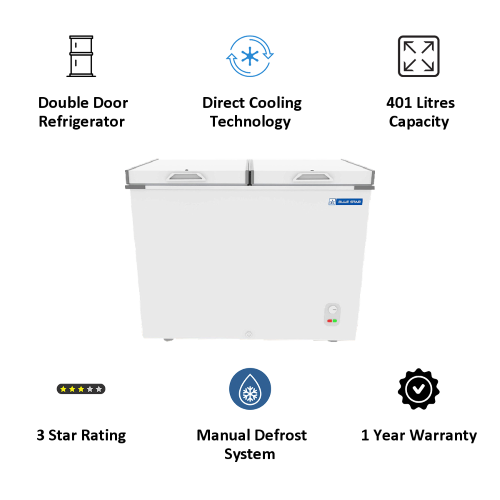 Double Door
Refrigerator
Direct Cooling
Technology
401 Litres
Capacity
BLUE STAR
3 Star Rating
Manual Defrost
System
1 Year Warranty